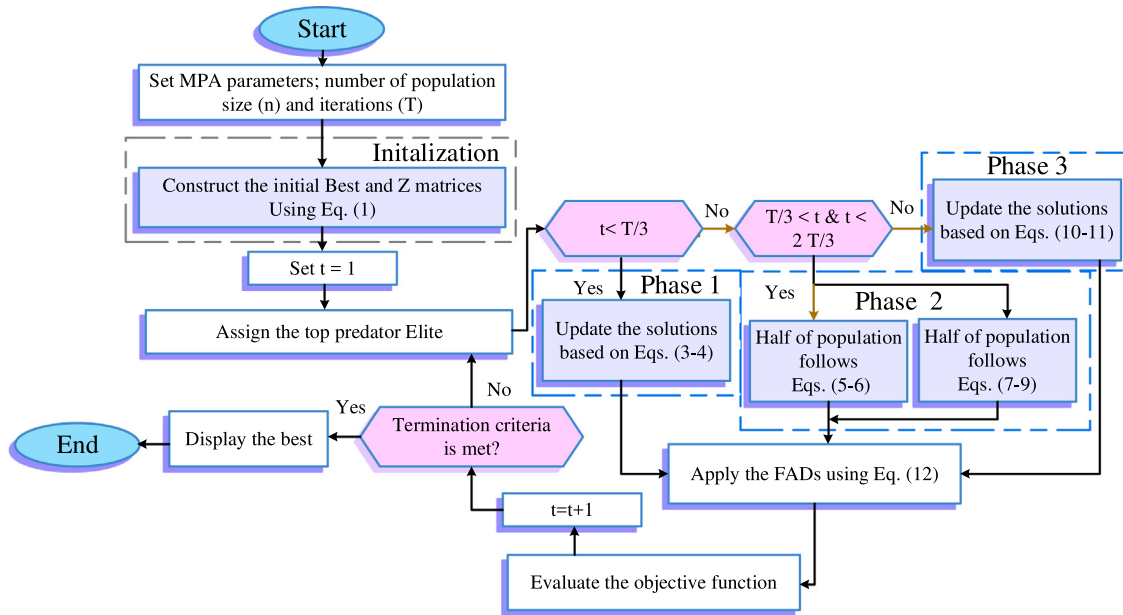 Start
Set MPA parameters; number of population
size (n) and iterations (T)
Initalization
Construct the initial Best and Z matrices
Using Eq. (1)
Set t = 1
Assign the top predator Elite
t< T/3
No
T/3 < t & t <
2 T/3
No
Phase 3
Update the solutions
based on Eqs. (10-11)
Yes
Phase 1
Update the solutions
based on Eqs. (3-4)
Yes
Phase 2
Half of population
follows
Eqs. (5-6)
Half of population
follows
Eqs. (7-9)
Apply the FADs using Eq. (12)
Evaluate the objective function
t=t+1
Termination criteria
is met?
No
Yes
Display the best
End